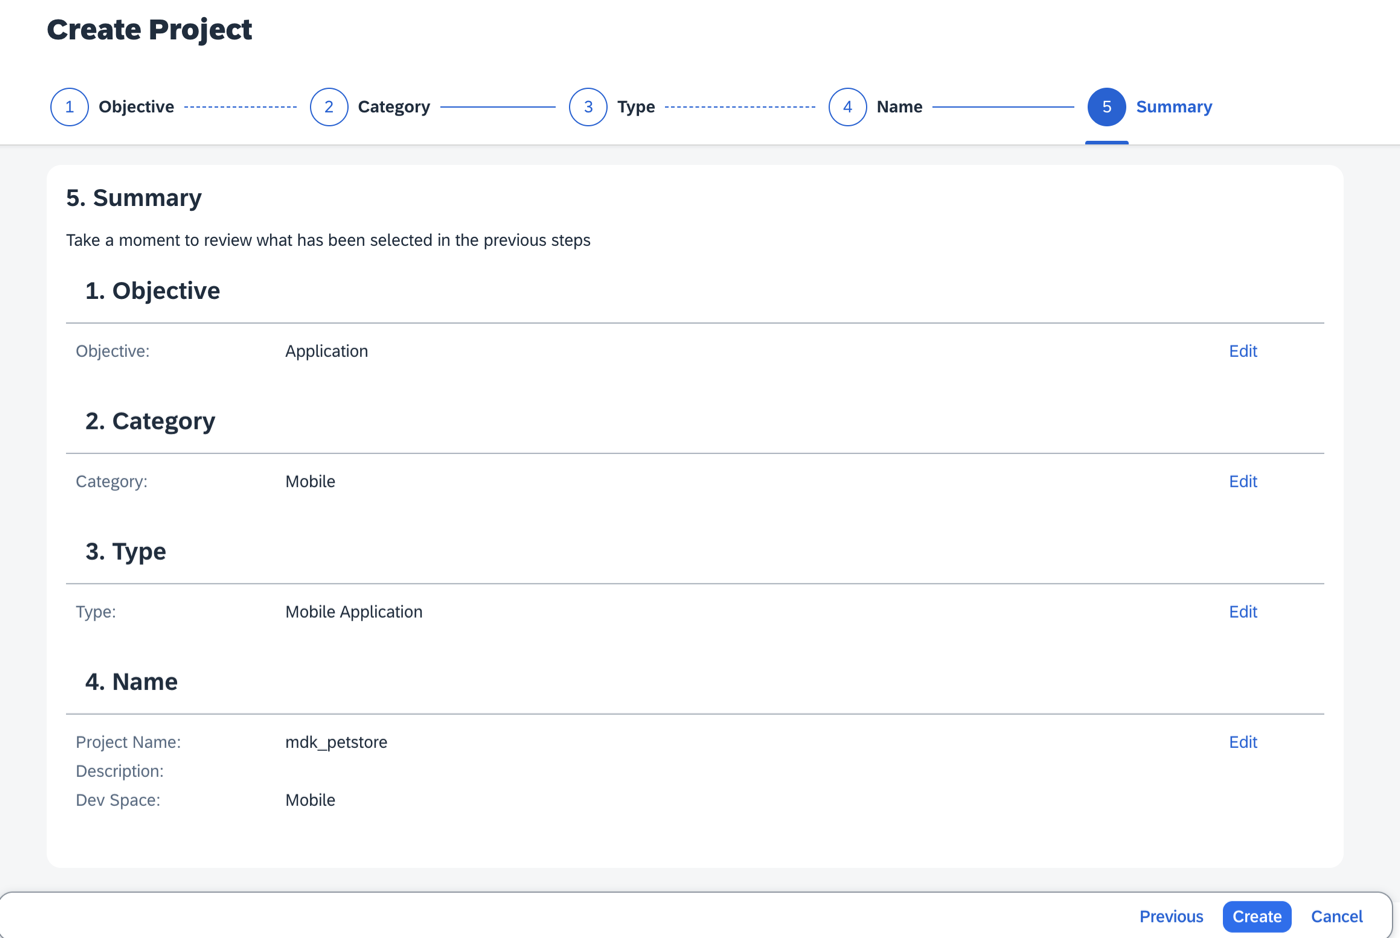 Create Project
1 Objective 2 Category 3 Type 4 Name 5 Summary
5. Summary
Take a moment to review what has been selected in the previous steps
1. Objective
Objective: Application Edit
2. Category
Category: Mobile Edit
3. Type
Type: Mobile Application Edit
4. Name
Project Name: mdk_petstore Edit
Description:
Dev Space: Mobile
Previous Create Cancel